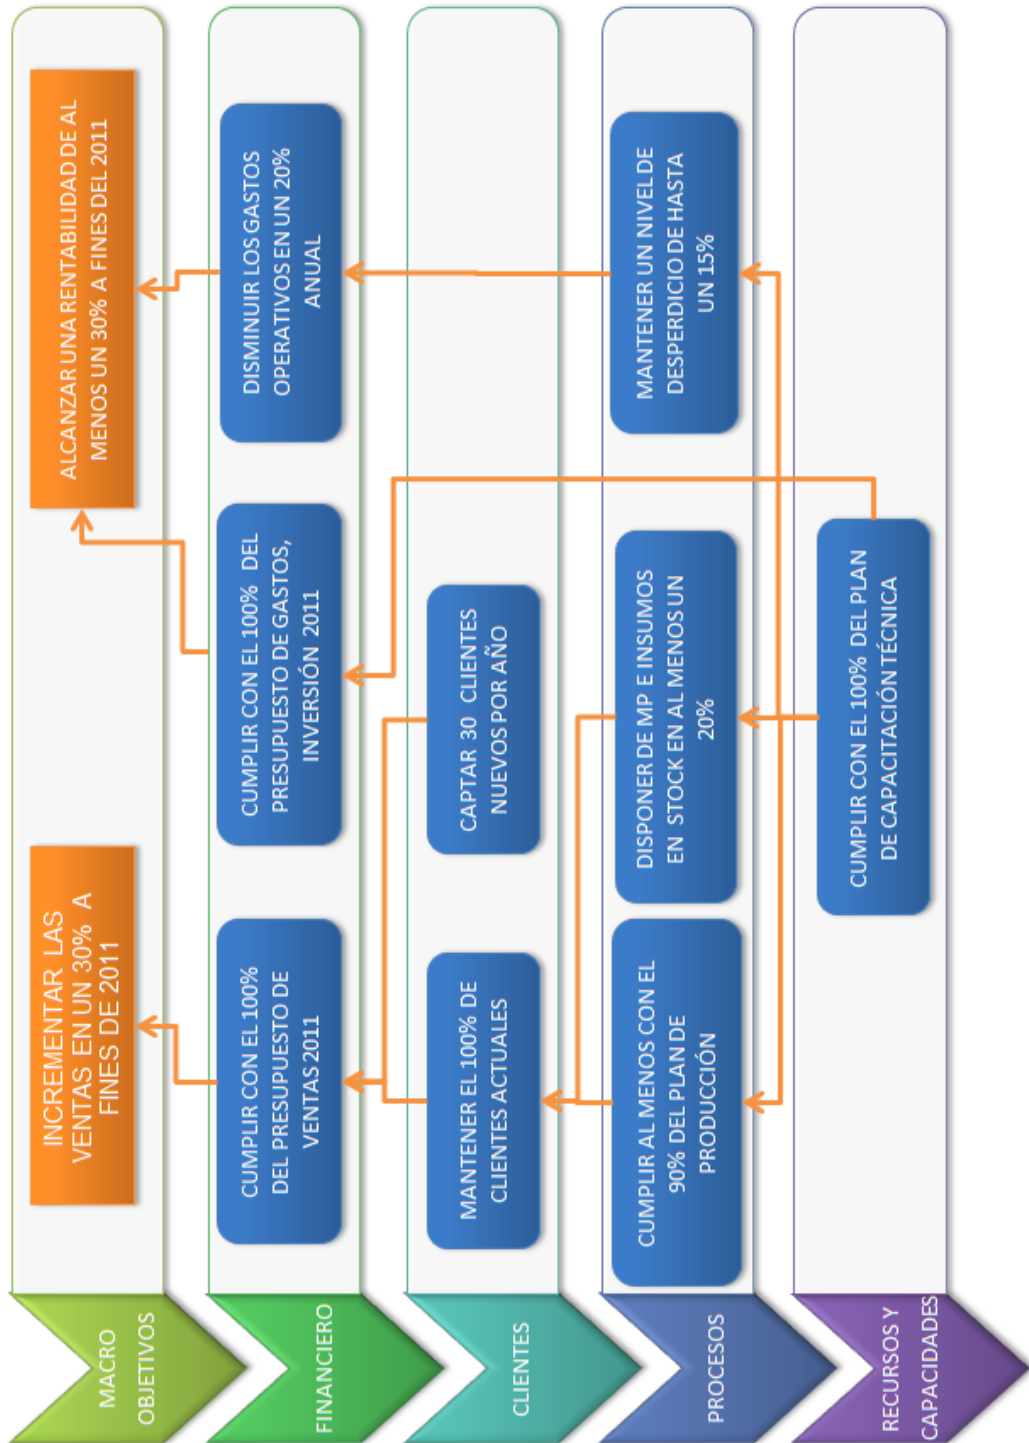 MACRO
OBJETIVOS
INCREMENTAR LAS
VENTAS EN UN 30% A
FINES DE 2011
ALCANZAR UNA RENTABILIDAD DE AL
MENOS UN 30% A FINES DEL 2011
FINANCIERO
CUMPLIR CON EL 100%
DEL PRESUPUESTO DE
VENTAS 2011
CUMPLIR CON EL 100% DEL
PRESUPUESTO DE GASTOS,
INVERSIÓN 2011
DISMINUIR LOS GASTOS
OPERATIVOS EN UN 20%
ANUAL
CLIENTES
MANTENER EL 100% DE
CLIENTES ACTUALES
CAPTAR 30 CLIENTES
NUEVOS POR AÑO
PROCESOS
CUMPLIR AL MENOS CON EL
90% DEL PLAN DE
PRODUCCIÓN
DISPONER DE MP E INSUMOS
EN STOCK EN AL MENOS UN
20%
MANTENER UN NIVEL DE
DESPERDICIO DE HASTA
UN 15%
RECURSOS Y
CAPACIDADES
CUMPLIR CON EL 100% DEL PLAN
DE CAPACITACIÓN TÉCNICA